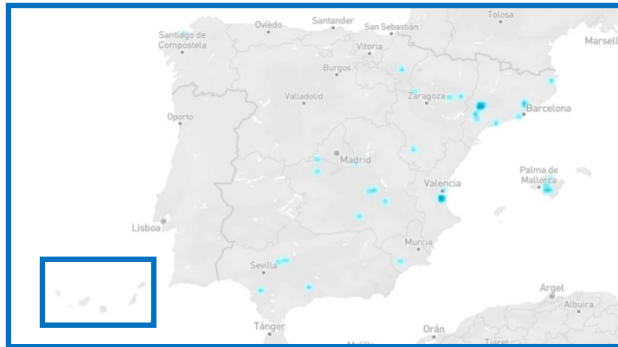 Tolosa
Oviedo
Santander
San Sebastián
Marsell
Santiago de
Compostela
Vitoria
Burgos
Valladolid
Zaragoza
Oporto
Barcelona
Madrid
Palma de
Mallorca
Valencia
Lisboa
Murcia
Sevilla
Argel
Albuira
Tánger
Orán